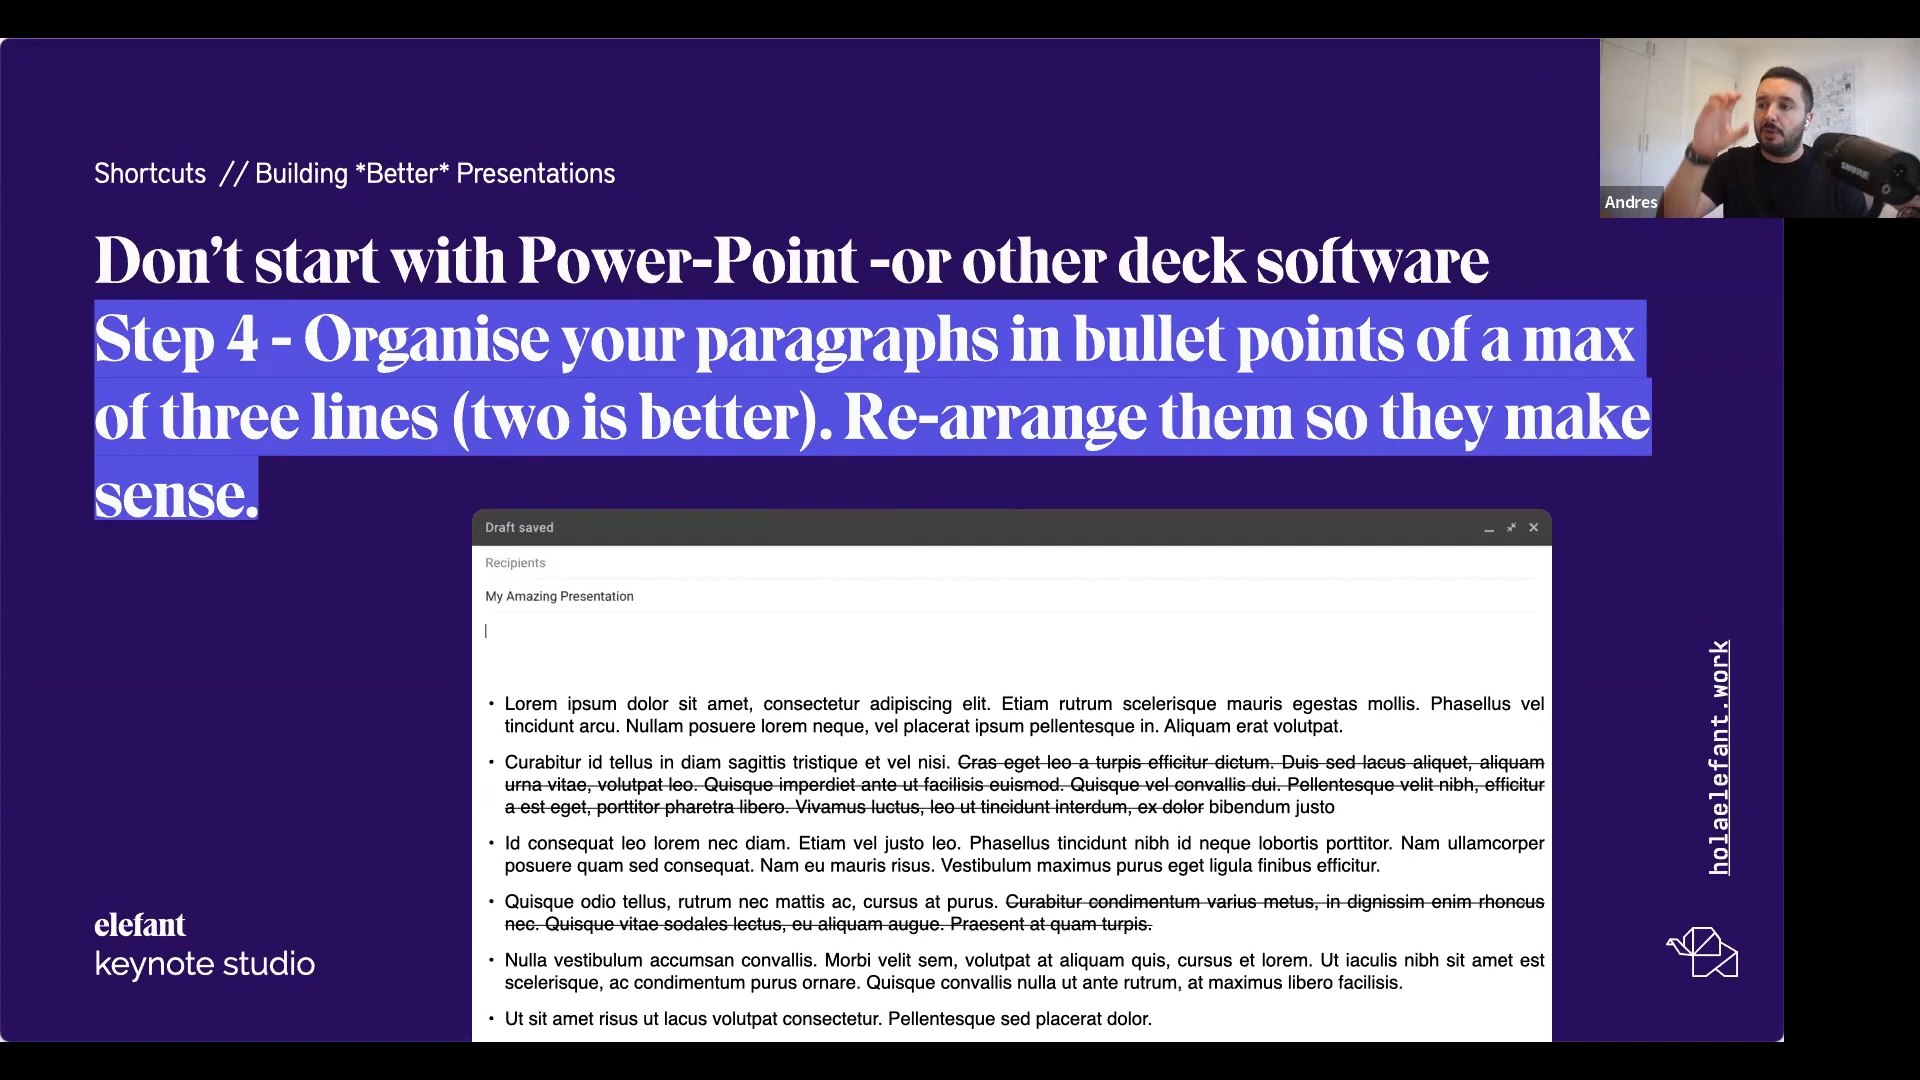 Andres
SHURE
Shortcuts // Building *Better* Presentations
Don't start with Power-Point -or other deck software
Step 4 - Organise your paragraphs in bullet points of a max
of three lines (two is better). Re-arrange them so they make
sense.
Draft saved
Recipients
My Amazing Presentation
• Lorem ipsum dolor sit amet, consectetur adipiscing elit. Etiam rutrum scelerisque mauris egestas mollis. Phasellus vel
tincidunt arcu. Nullam posuere lorem neque, vel placerat ipsum pellentesque in. Aliquam erat volutpat.
• Curabitur id tellus in diam sagittis tristique et vel nisi. Cras eget leo a turpis efficitur dictum. Duis sed lacus aliquet, aliquam
urna vitae, volutpat leo. Quisque imperdiet ante ut facilisis euismod. Quisque vel convallis dui. Pellentesque velit nibh, efficitur
a est eget, porttitor pharetra libero. Vivamus luctus, leo ut tincidunt interdum, ex dolor bibendum justo
• Id consequat leo lorem nec diam. Etiam vel justo leo. Phasellus tincidunt nibh id neque lobortis porttitor. Nam ullamcorper
posuere quam sed consequat. Nam eu mauris risus. Vestibulum maximus purus eget ligula finibus efficitur.
• Quisque odio tellus, rutrum nec mattis ac, cursus at purus. Curabitur condimentum varius metus, in dignissim enim rhoncus
nec. Quisque vitae sodales lectus, eu aliquam augue. Praesent at quam turpis.
• Nulla vestibulum accumsan convallis. Morbi velit sem, volutpat at aliquam quis, cursus et lorem. Ut iaculis nibh sit amet est
scelerisque, ac condimentum purus ornare. Quisque convallis nulla ut ante rutrum, at maximus libero facilisis.
• Ut sit amet risus ut lacus volutpat consectetur. Pellentesque sed placerat dolor.
holaelefant.work
elefant
keynote studio